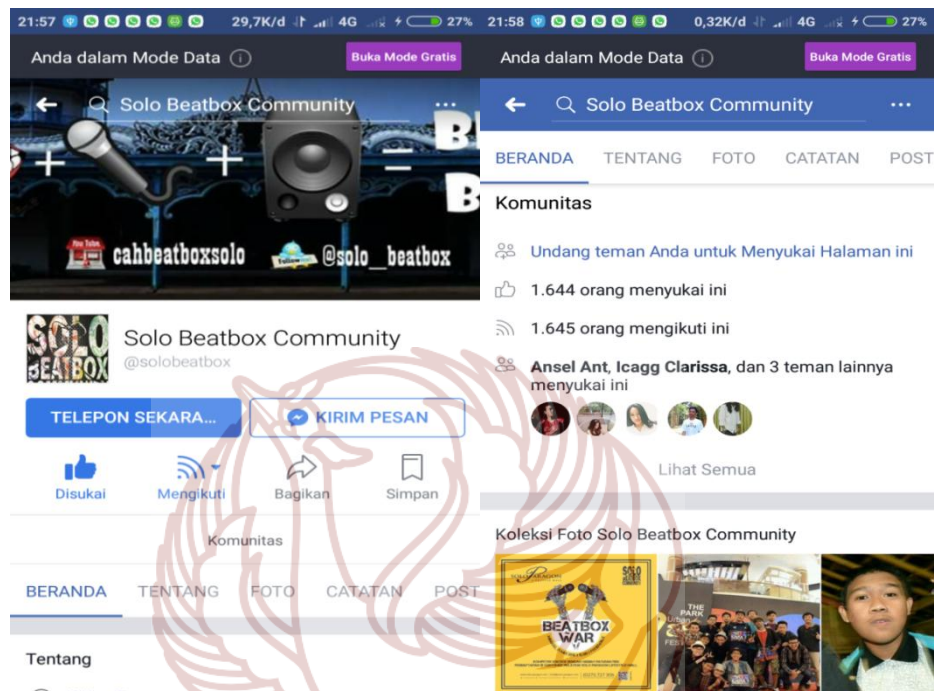 21:57 29,7K/d 4G 27%
Anda dalam Mode Data
Buka Mode Gratis
Solo Beatbox Community
cahbeatboxsolo
@solo_beatbox
SOLO
BEATBOX
Solo Beatbox Community
@solobeatbox
TELEPON SEKARA...
KIRIM PESAN
Disukai
Mengikuti
Bagikan
Simpan
Komunitas
BERANDA TENTANG FOTO CATATAN POST
Tentang
21:58 0,32K/d 4G 27%
Anda dalam Mode Data
Buka Mode Gratis
Solo Beatbox Community
BERANDA TENTANG FOTO CATATAN POST
Komunitas
Undang teman Anda untuk Menyukai Halaman ini
1.644 orang menyukai ini
1.645 orang mengikuti ini
Ansel Ant, Icagg Clarissa, dan 3 teman lainnya
menyukai ini
Lihat Semua
Koleksi Foto Solo Beatbox Community
BEATBOX
WAR
THE
PARK